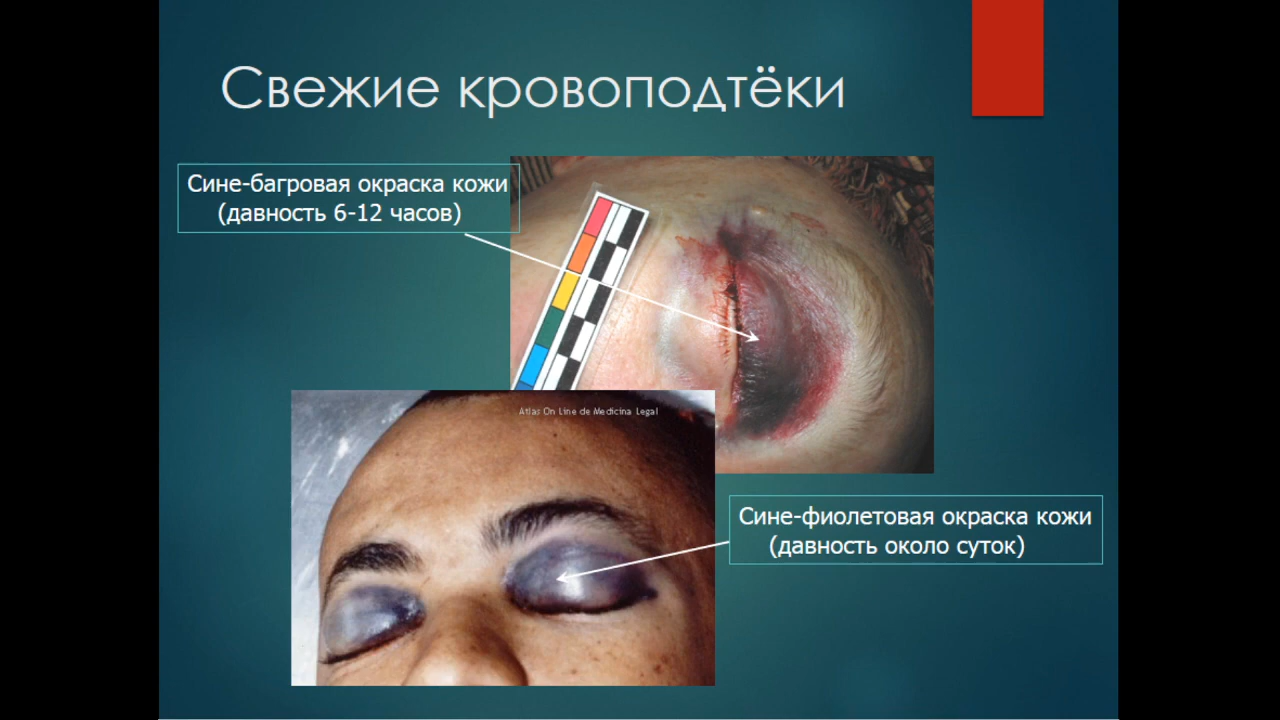 Свежие кровоподтёки
Сине-багровая окраска кожи
(давность 6-12 часов)
Atlas On Line de Medicina Legal
Сине-фиолетовая окраска кожи
(давность около суток)